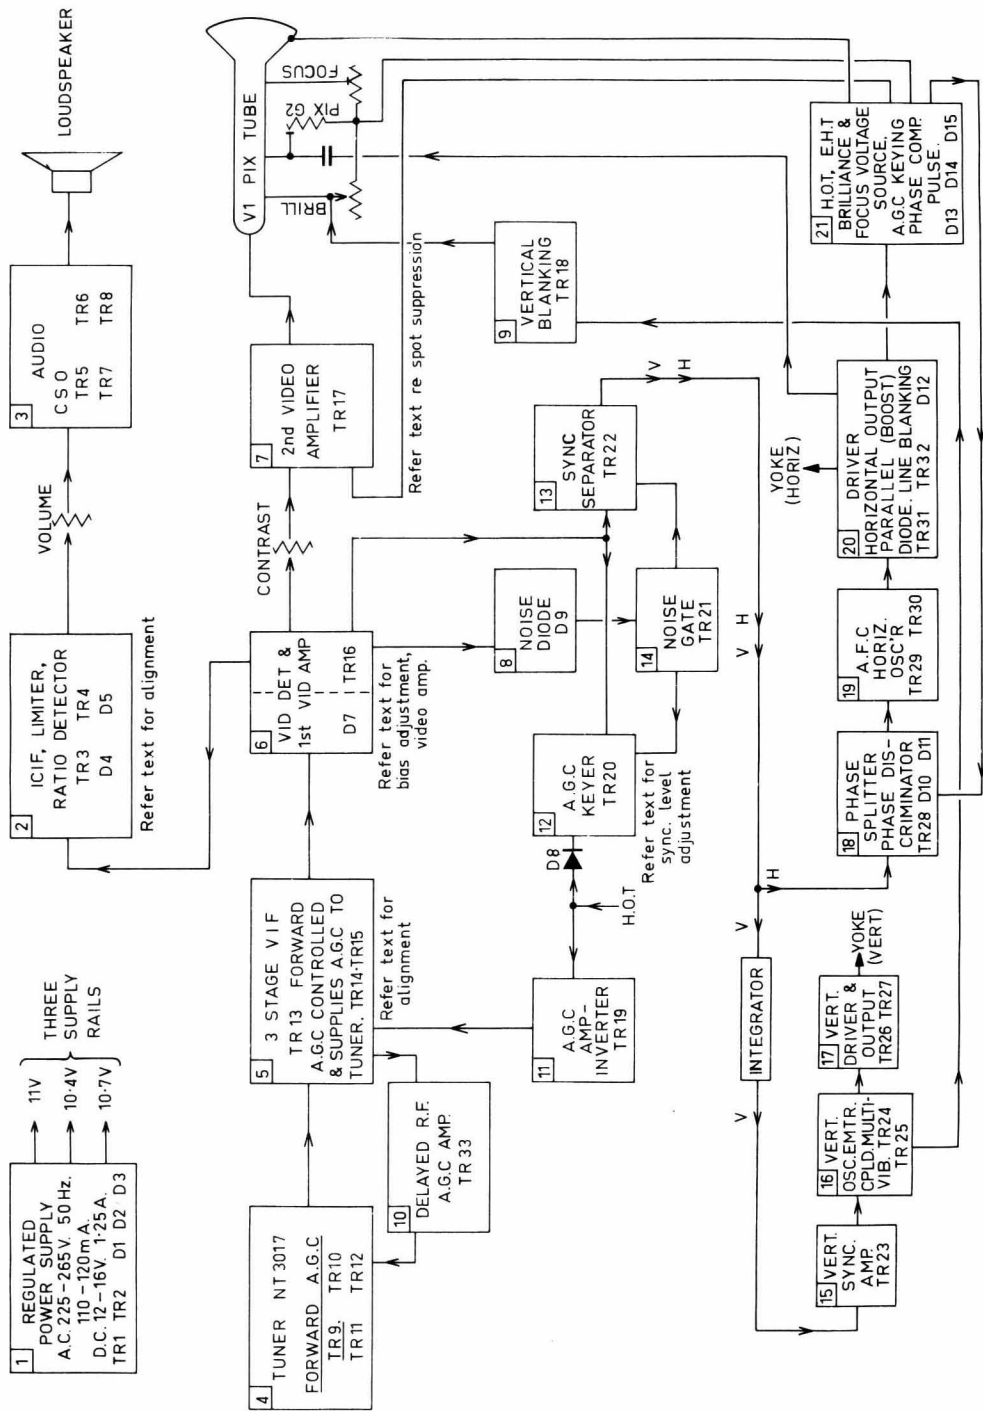 1 REGULATED
POWER SUPPLY
A.C. 225-265 V. 50 Hz.
110-120mA.
D.C. 12-16V. 1·25A.
TR1 TR2 D1 D2 D3
11V
10·4V
10·7V
THREE
SUPPLY
RAILS
2 ICIF, LIMITER,
RATIO DETECTOR
TR3 TR4
D4 D5
Refer text for alignment
VOLUME
3 AUDIO
C S O
TR5 TR6
TR7 TR8
LOUDSPEAKER
4 TUNER NT3017
FORWARD A.G.C
TR9. TR10
TR11 TR12
5 3 STAGE VIF
TR13 FORWARD
A.G.C CONTROLLED
& SUPPLIES A.G.C TO
TUNER. TR14·TR15
Refer text for
alignment
6 VID DET &
1st VID AMP
D7 TR16
Refer text for
bias adjustment,
video amp.
CONTRAST
7 2nd VIDEO
AMPLIFIER
TR17
Refer text re spot suppression
V1 PIX TUBE
BRILL
PIX G2
FOCUS
8 NOISE
DIODE
D9
9 VERTICAL
BLANKING
TR18
10 DELAYED R.F.
A.G.C AMP.
TR33
11 A.G.C
AMP-
INVERTER
TR19
H.O.T
D8
12 A.G.C
KEYER
TR20
Refer text for
sync. level
adjustment
13 SYNC
SEPARATOR
TR22
14 NOISE
GATE
TR21
V
H
V
H
V
INTEGRATOR
V
H
15 VERT.
SYNC.
AMP.
TR23
16 VERT.
OSC.EMTR.
CPLD.MULTI-
VIB. TR24
TR25
17 VERT.
DRIVER &
OUTPUT
TR26 TR27
YOKE
(VERT)
18 PHASE
SPLITTER
PHASE DIS-
CRIMINATOR
TR28 D10 D11
19 A.F.C
HORIZ.
OSC'R
TR29 TR30
20 DRIVER
HORIZONTAL OUTPUT
PARALLEL (BOOST)
DIODE. LINE BLANKING
TR31 TR32 D12
YOKE
(HORIZ)
21 H.O.T, E.H.T
BRILLIANCE &
FOCUS VOLTAGE
SOURCE.
A.G.C KEYING
PHASE COMP.
PULSE.
D13 D14 D15